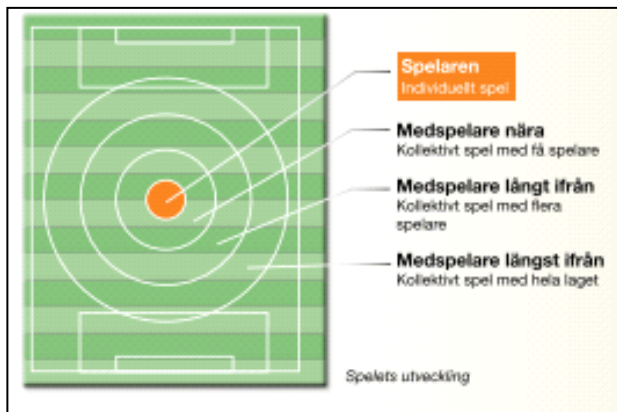 Spelaren
Individuellt spel
Medspelare nära
Kollektivt spel med få spelare
Medspelare långt ifrån
Kollektivt spel med flera
spelare
Medspelare längst ifrån
Kollektivt spel med hela laget
Spelets utveckling